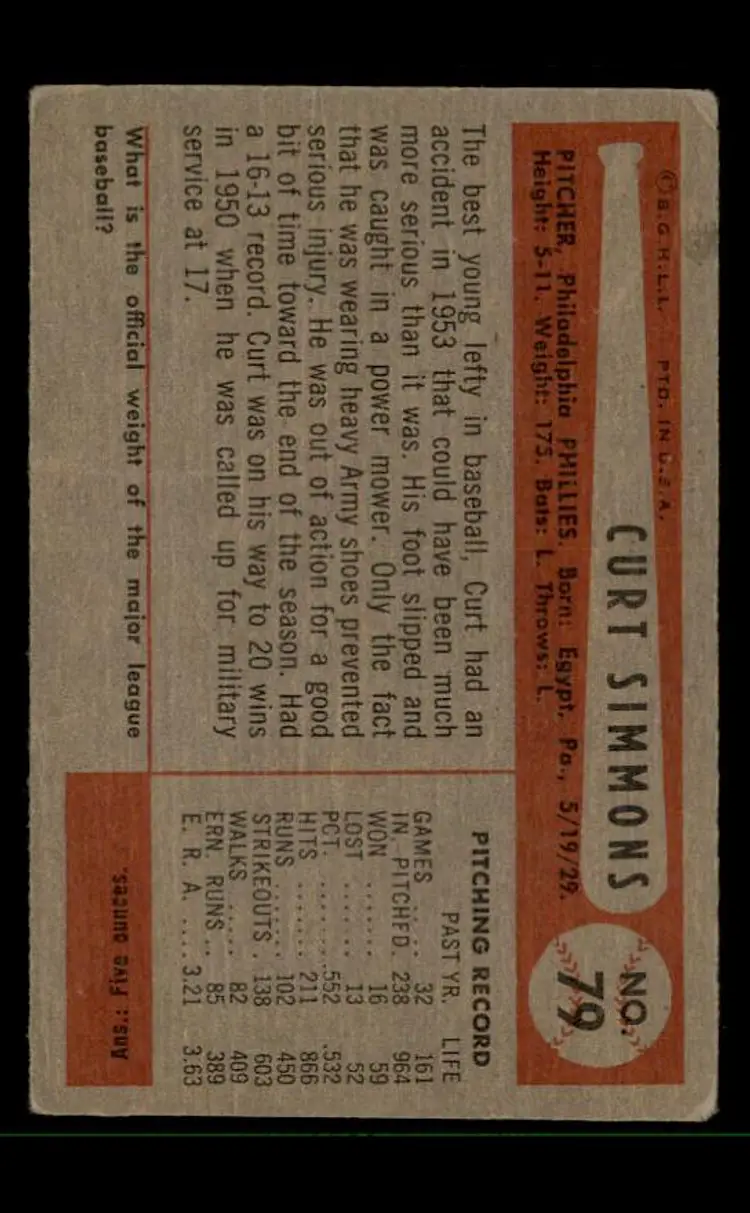 © B.G.H.L.I. PTD. IN U.S.A.
CURT SIMMONS
NO.
79
PITCHER, Philadelphia PHILLIES. Born: Egypt, Pa., 5/19/29.
Height: 5-11. Weight: 175. Bats: L. Throws: L.
The best young lefty in baseball, Curt had an
accident in 1953 that could have been much
more serious than it was. His foot slipped and
was caught in a power mower. Only the fact
that he was wearing heavy Army shoes prevented
serious injury. He was out of action for a good
bit of time toward the end of the season. Had
a 16-13 record. Curt was on his way to 20 wins
in 1950 when he was called up for military
service at 17.
PITCHING RECORD
PAST YR. LIFE
GAMES .... 32 161
IN. PITCHED. 238 964
WON ...... 16 59
LOST ...... 13 52
PCT. ........ .552 .532
HITS ....... 211 866
RUNS ...... 102 450
STRIKEOUTS . 138 603
WALKS ..... 82 409
ERN. RUNS .. 85 389
E. R. A. .... 3.21 3.63
What is the official weight of the major league
baseball?
Ans.: Five ounces.